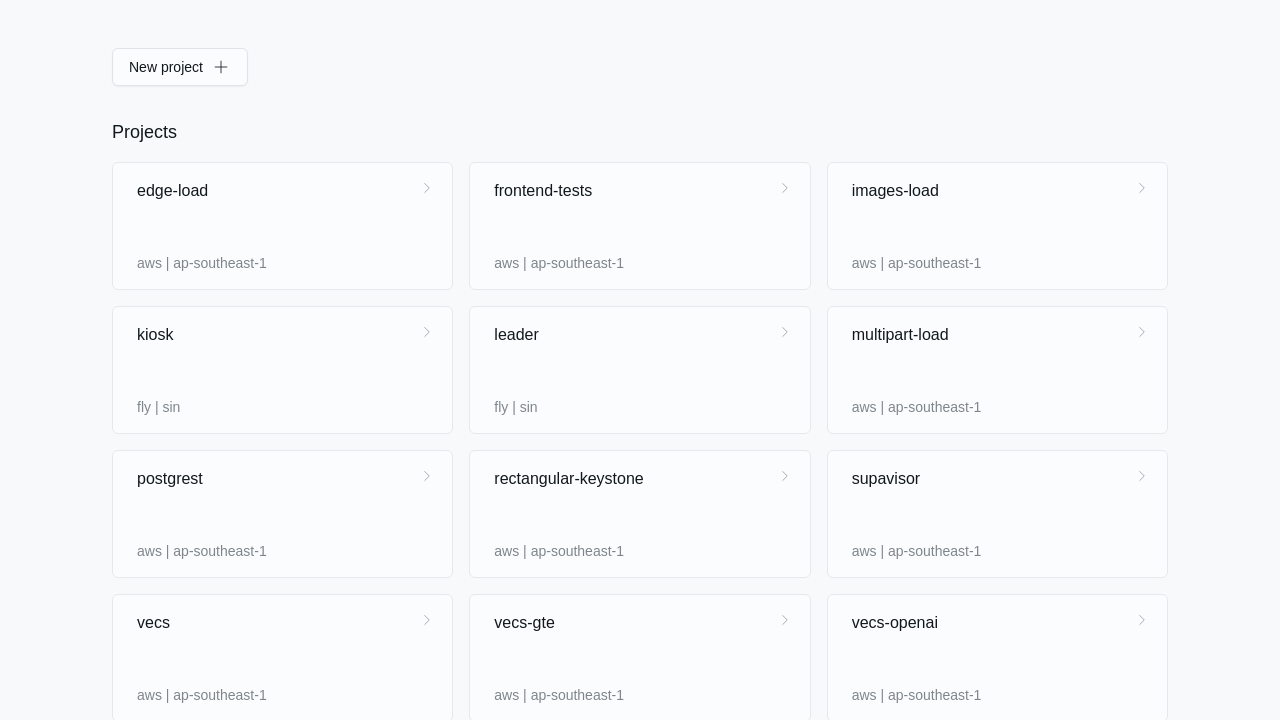 New project
Projects
edge-load
aws | ap-southeast-1
frontend-tests
aws | ap-southeast-1
images-load
aws | ap-southeast-1
kiosk
fly | sin
leader
fly | sin
multipart-load
aws | ap-southeast-1
postgrest
aws | ap-southeast-1
rectangular-keystone
aws | ap-southeast-1
supavisor
aws | ap-southeast-1
vecs
aws | ap-southeast-1
vecs-gte
aws | ap-southeast-1
vecs-openai
aws | ap-southeast-1